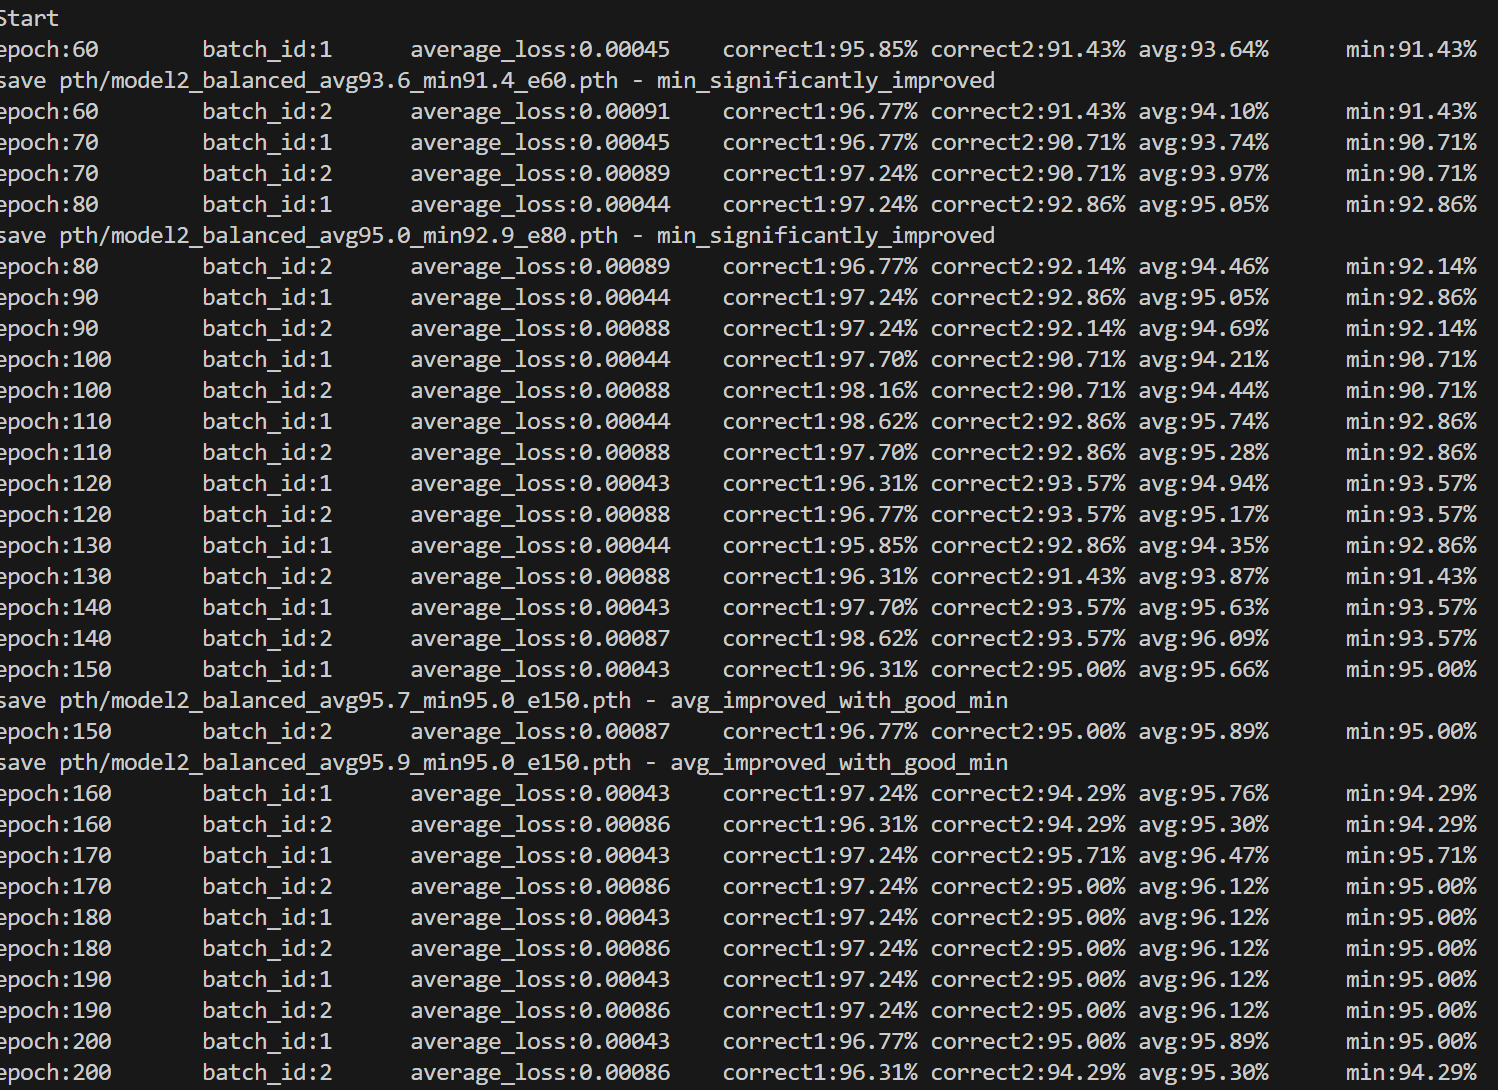 Start
epoch:60 batch_id:1 average_loss:0.00045 correct1:95.85% correct2:91.43% avg:93.64% min:91.43%
save pth/model2_balanced_avg93.6_min91.4_e60.pth - min_significantly_improved
epoch:60 batch_id:2 average_loss:0.00091 correct1:96.77% correct2:91.43% avg:94.10% min:91.43%
epoch:70 batch_id:1 average_loss:0.00045 correct1:96.77% correct2:90.71% avg:93.74% min:90.71%
epoch:70 batch_id:2 average_loss:0.00089 correct1:97.24% correct2:90.71% avg:93.97% min:90.71%
epoch:80 batch_id:1 average_loss:0.00044 correct1:97.24% correct2:92.86% avg:95.05% min:92.86%
save pth/model2_balanced_avg95.0_min92.9_e80.pth - min_significantly_improved
epoch:80 batch_id:2 average_loss:0.00089 correct1:96.77% correct2:92.14% avg:94.46% min:92.14%
epoch:90 batch_id:1 average_loss:0.00044 correct1:97.24% correct2:92.86% avg:95.05% min:92.86%
epoch:90 batch_id:2 average_loss:0.00088 correct1:97.24% correct2:92.14% avg:94.69% min:92.14%
epoch:100 batch_id:1 average_loss:0.00044 correct1:97.70% correct2:90.71% avg:94.21% min:90.71%
epoch:100 batch_id:2 average_loss:0.00088 correct1:98.16% correct2:90.71% avg:94.44% min:90.71%
epoch:110 batch_id:1 average_loss:0.00044 correct1:98.62% correct2:92.86% avg:95.74% min:92.86%
epoch:110 batch_id:2 average_loss:0.00088 correct1:97.70% correct2:92.86% avg:95.28% min:92.86%
epoch:120 batch_id:1 average_loss:0.00043 correct1:96.31% correct2:93.57% avg:94.94% min:93.57%
epoch:120 batch_id:2 average_loss:0.00088 correct1:96.77% correct2:93.57% avg:95.17% min:93.57%
epoch:130 batch_id:1 average_loss:0.00044 correct1:95.85% correct2:92.86% avg:94.35% min:92.86%
epoch:130 batch_id:2 average_loss:0.00088 correct1:96.31% correct2:91.43% avg:93.87% min:91.43%
epoch:140 batch_id:1 average_loss:0.00043 correct1:97.70% correct2:93.57% avg:95.63% min:93.57%
epoch:140 batch_id:2 average_loss:0.00087 correct1:98.62% correct2:93.57% avg:96.09% min:93.57%
epoch:150 batch_id:1 average_loss:0.00043 correct1:96.31% correct2:95.00% avg:95.66% min:95.00%
save pth/model2_balanced_avg95.7_min95.0_e150.pth - avg_improved_with_good_min
epoch:150 batch_id:2 average_loss:0.00087 correct1:96.77% correct2:95.00% avg:95.89% min:95.00%
save pth/model2_balanced_avg95.9_min95.0_e150.pth - avg_improved_with_good_min
epoch:160 batch_id:1 average_loss:0.00043 correct1:97.24% correct2:94.29% avg:95.76% min:94.29%
epoch:160 batch_id:2 average_loss:0.00086 correct1:96.31% correct2:94.29% avg:95.30% min:94.29%
epoch:170 batch_id:1 average_loss:0.00043 correct1:97.24% correct2:95.71% avg:96.47% min:95.71%
epoch:170 batch_id:2 average_loss:0.00086 correct1:97.24% correct2:95.00% avg:96.12% min:95.00%
epoch:180 batch_id:1 average_loss:0.00043 correct1:97.24% correct2:95.00% avg:96.12% min:95.00%
epoch:180 batch_id:2 average_loss:0.00086 correct1:97.24% correct2:95.00% avg:96.12% min:95.00%
epoch:190 batch_id:1 average_loss:0.00043 correct1:97.24% correct2:95.00% avg:96.12% min:95.00%
epoch:190 batch_id:2 average_loss:0.00086 correct1:97.24% correct2:95.00% avg:96.12% min:95.00%
epoch:200 batch_id:1 average_loss:0.00043 correct1:96.77% correct2:95.00% avg:95.89% min:95.00%
epoch:200 batch_id:2 average_loss:0.00086 correct1:96.31% correct2:94.29% avg:95.30% min:94.29%